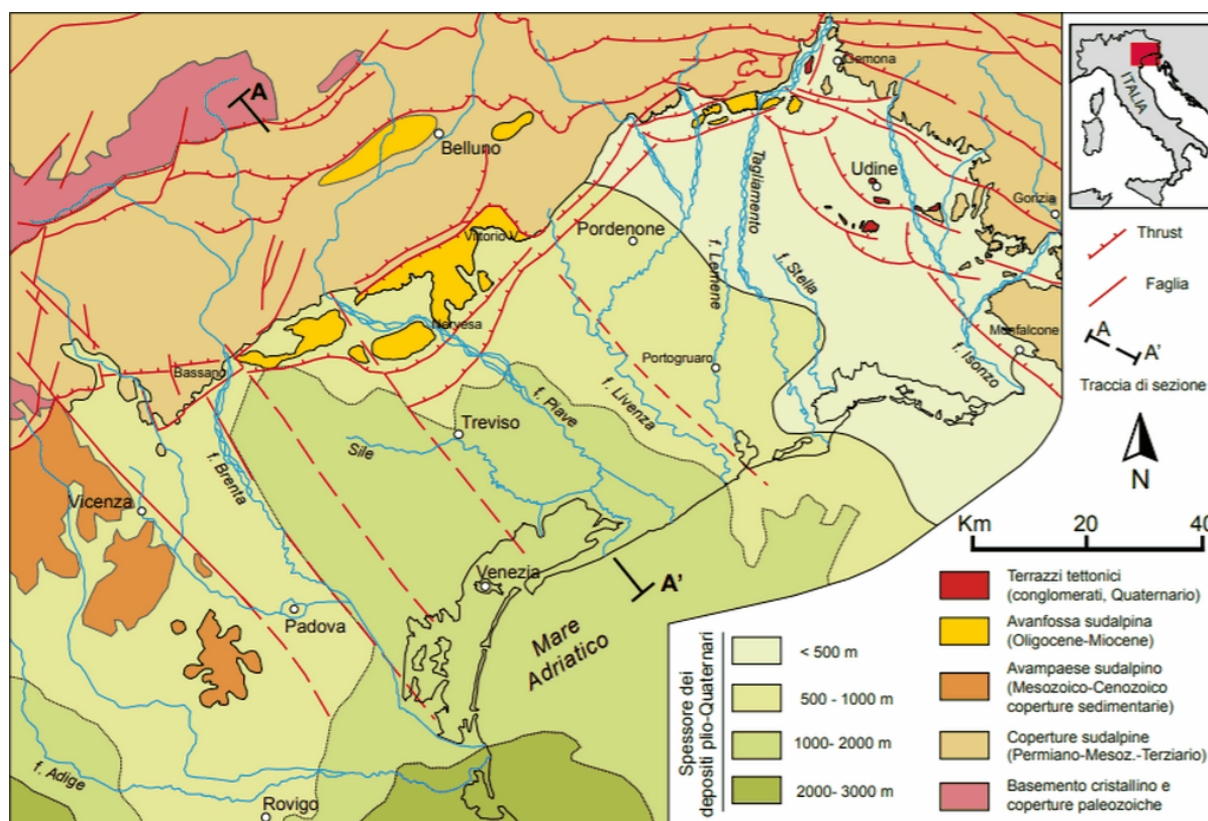 Gemona
ITALIA
A
Belluno
Udine
Gorizia
Tagliamento
Vittorio V.
Pordenone
f. Lemene
f. Stella
Thrust
Faglia
Nervesa
Monfalcone
A
A'
Bassano
Portogruaro
f. Isonzo
Traccia di sezione
f. Piave
f. Livenza
Treviso
Sile
N
f. Brenta
Vicenza
Km
20
40
Venezia
A'
Terrazzi tettonici
(conglomerati, Quaternario)
Padova
Mare
Adriatico
Avanfossa sudalpina
(Oligocene-Miocene)
Spessore dei
depositi plio-Quaternari
< 500 m
500 - 1000 m
1000- 2000 m
2000- 3000 m
Avampaese sudalpino
(Mesozoico-Cenozoico
coperture sedimentarie)
Coperture sudalpine
(Permiano-Mesoz.-Terziario)
Basemento cristallino e
coperture paleozoiche
f. Adige
Rovigo